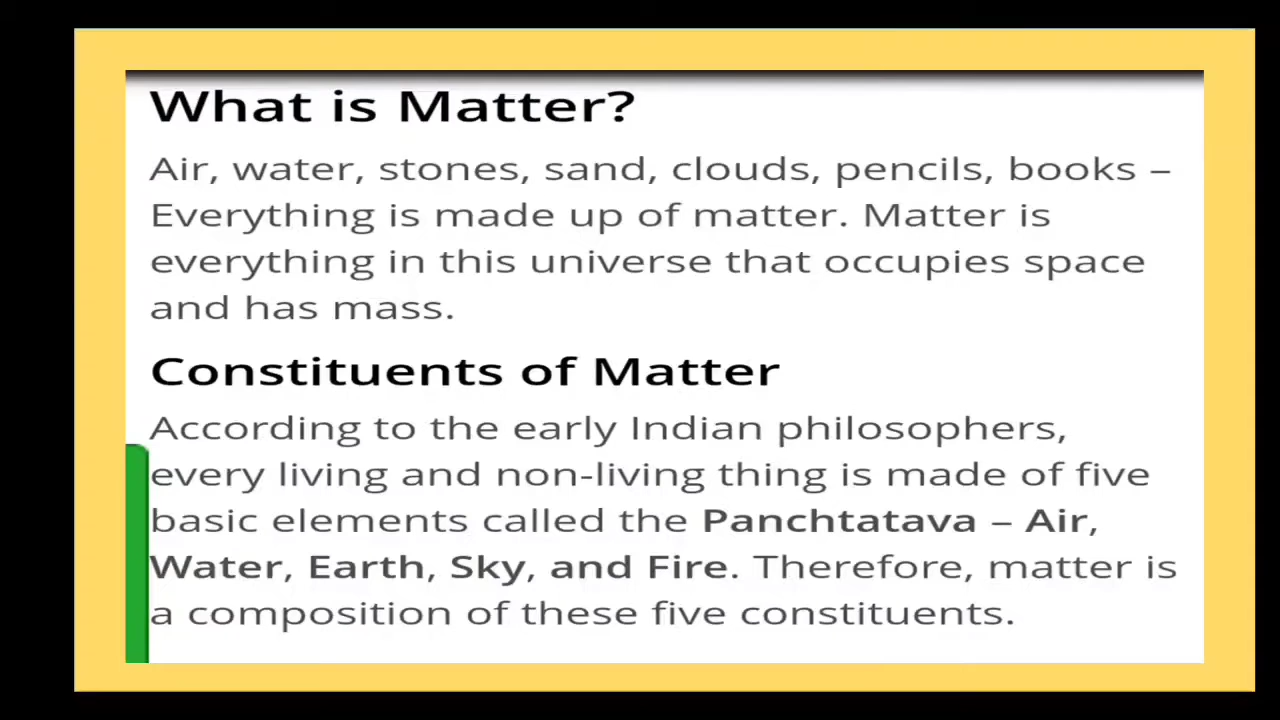 What is Matter?
Air, water, stones, sand, clouds, pencils, books –
Everything is made up of matter. Matter is
everything in this universe that occupies space
and has mass.
Constituents of Matter
According to the early Indian philosophers,
every living and non-living thing is made of five
basic elements called the Panchtatava – Air,
Water, Earth, Sky, and Fire. Therefore, matter is
a composition of these five constituents.